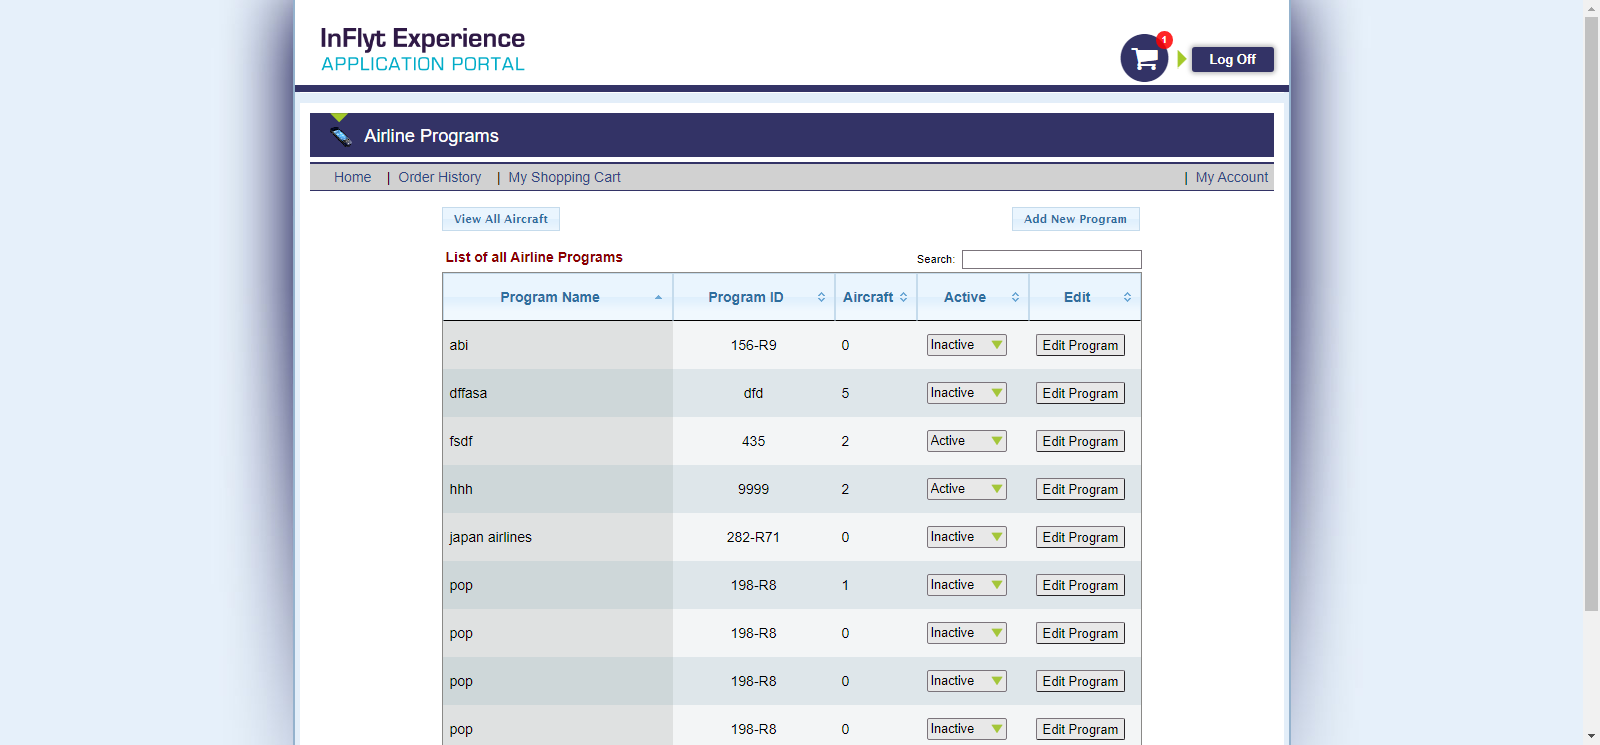 InFlyt Experience
APPLICATION PORTAL
1
Log Off
Airline Programs
Home | Order History | My Shopping Cart | My Account
View All Aircraft Add New Program
List of all Airline Programs Search:
Program Name Program ID Aircraft Active Edit
abi 156-R9 0 Inactive Edit Program
dffasa dfd 5 Inactive Edit Program
fsdf 435 2 Active Edit Program
hhh 9999 2 Active Edit Program
japan airlines 282-R71 0 Inactive Edit Program
pop 198-R8 1 Inactive Edit Program
pop 198-R8 0 Inactive Edit Program
pop 198-R8 0 Inactive Edit Program
pop 198-R8 0 Inactive Edit Program